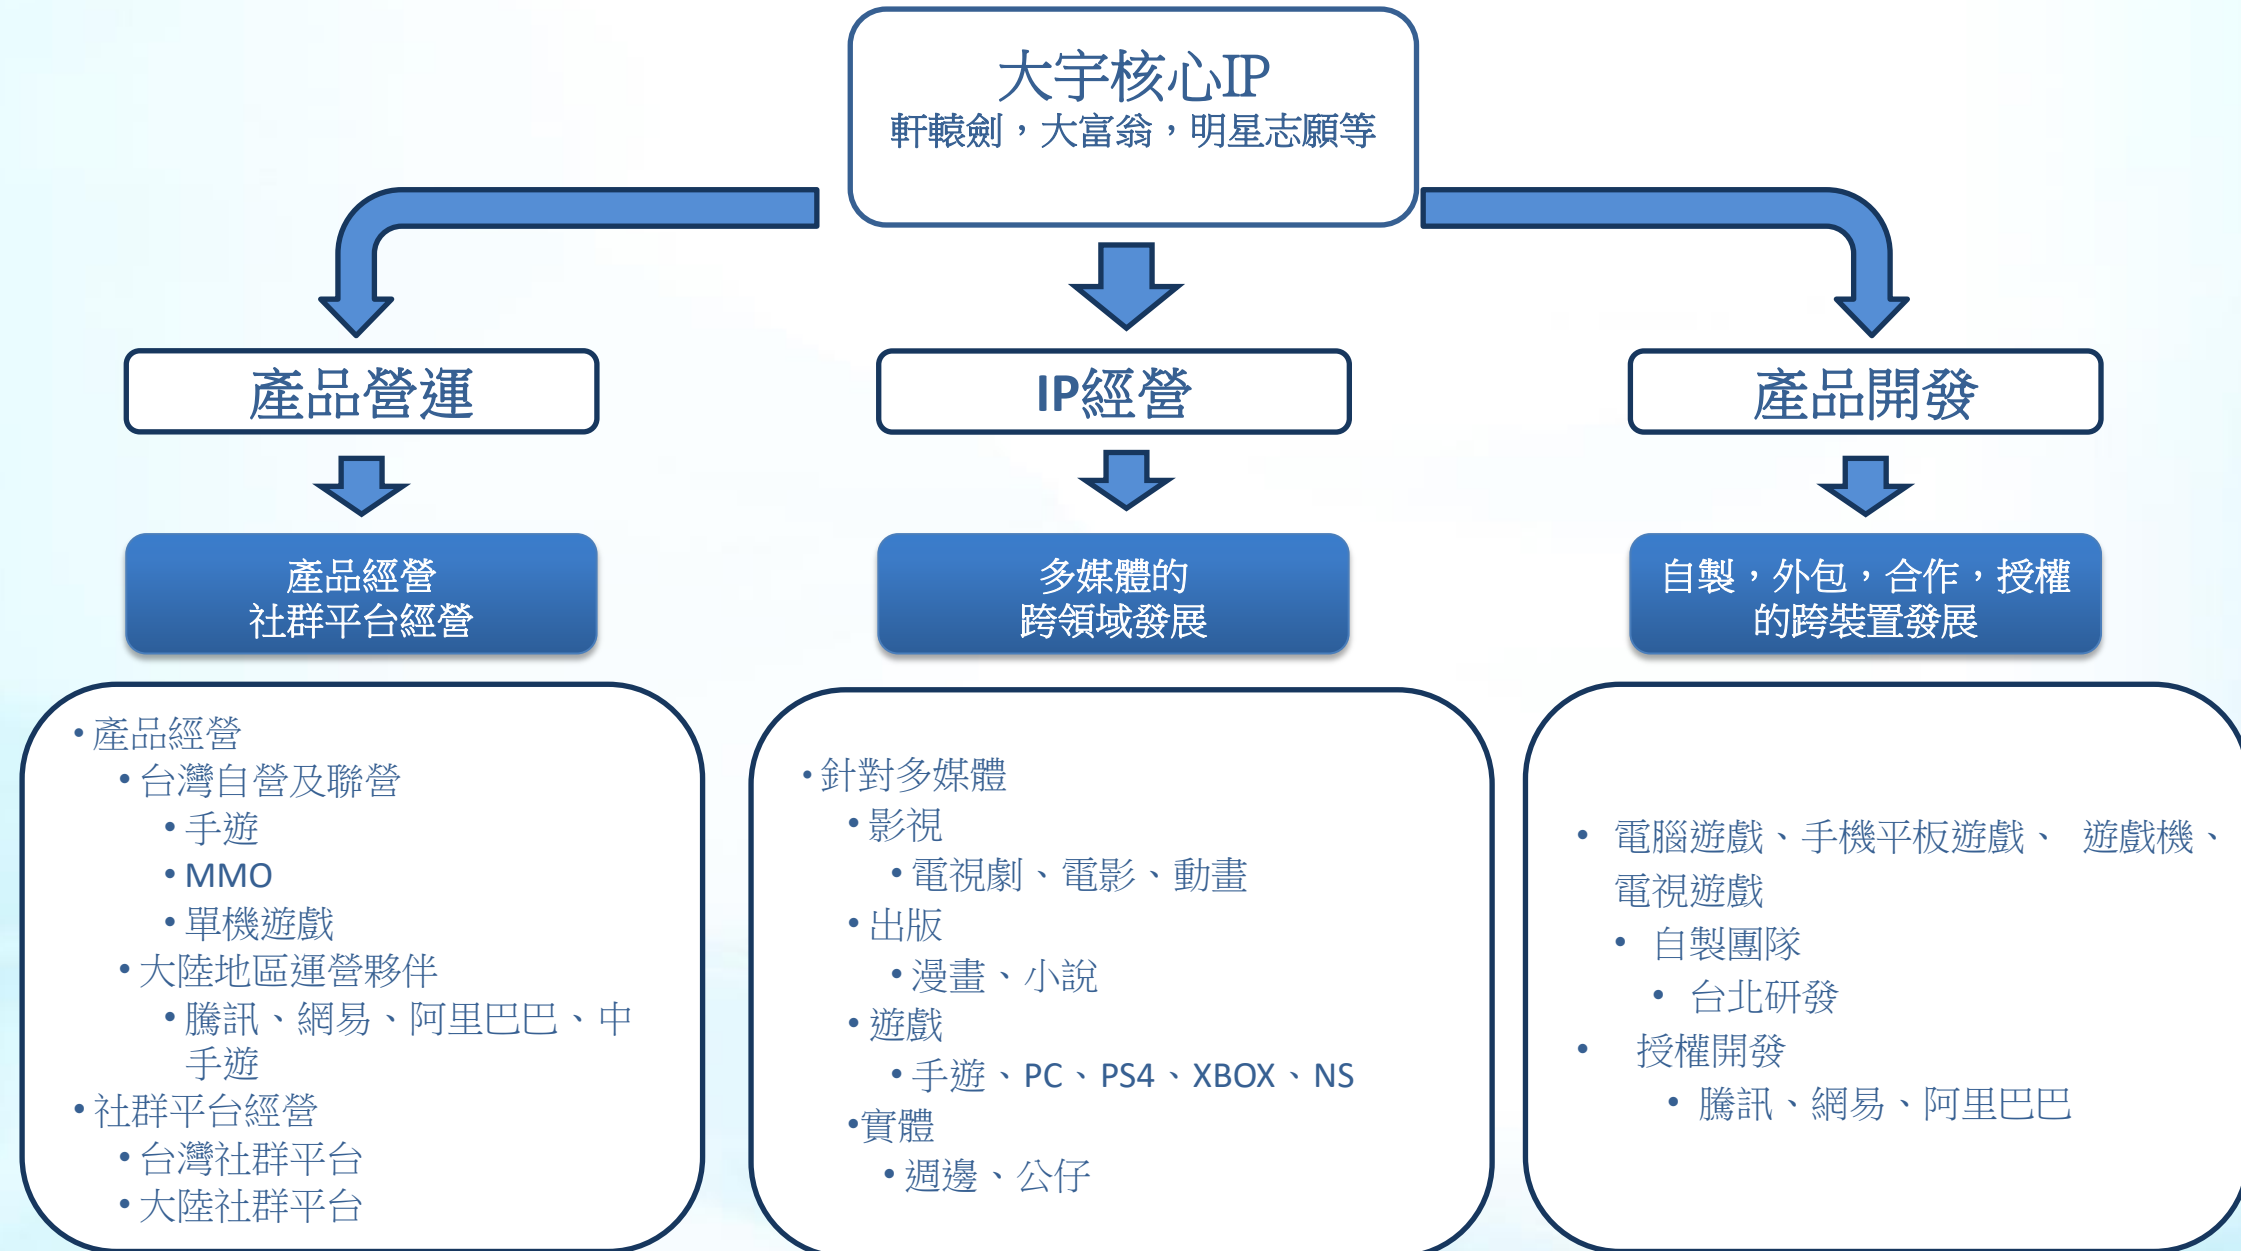 大宇核心IP
軒轅劍，大富翁，明星志願等
產品營運
產品經營
社群平台經營
•產品經營
•台灣自營及聯營
•手遊
•MMO
•單機遊戲
•大陸地區運營夥伴
•騰訊、網易、阿里巴巴、中
手遊
•社群平台經營
•台灣社群平台
•大陸社群平台
IP經營
多媒體的
跨領域發展
•針對多媒體
•影視
•電視劇、電影、動畫
•出版
•漫畫、小說
•遊戲
•手遊、PC、PS4、XBOX、NS
•實體
•週邊、公仔
產品開發
自製，外包，合作，授權
的跨裝置發展
• 電腦遊戲、手機平板遊戲、 遊戲機、
電視遊戲
• 自製團隊
• 台北研發
• 授權開發
• 騰訊、網易、阿里巴巴